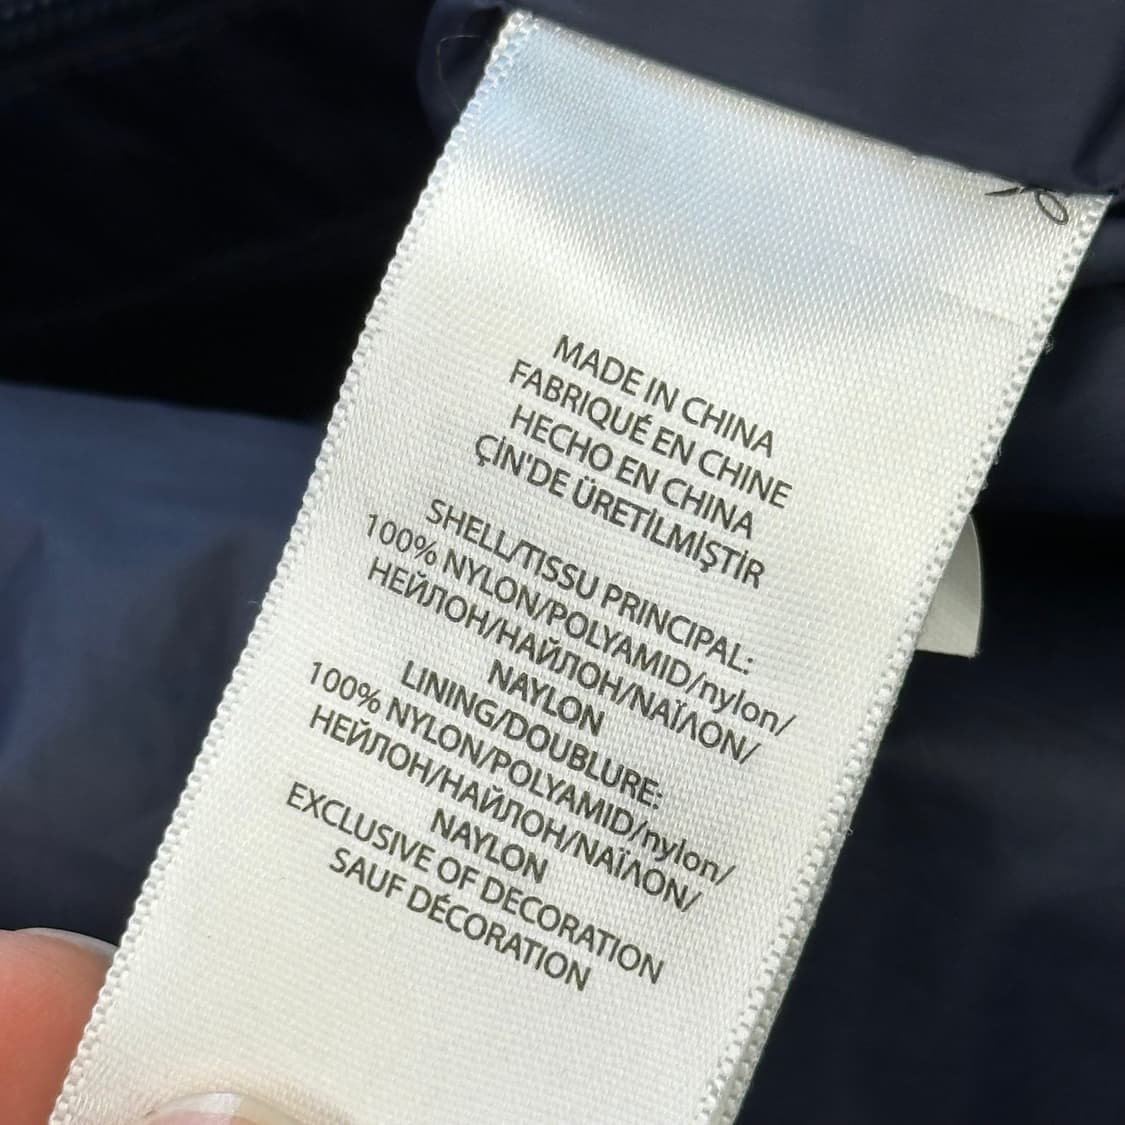 MADE IN CHINA
FABRIQUÉ EN CHINE
HECHO EN CHINA
ÇİN'DE ÜRETİLMİŞTİR
SHELL/TISSU PRINCIPAL:
100% NYLON/POLYAMID/nylon/
НЕЙЛОН/НАЙЛОН/ΝΑΪΛΟΝ/
NAYLON
LINING/DOUBLURE:
100% NYLON/POLYAMID/nylon/
НЕЙЛОН/НАЙЛОН/ΝΑΪΛΟΝ/
NAYLON
EXCLUSIVE OF DECORATION
SAUF DÉCORATION